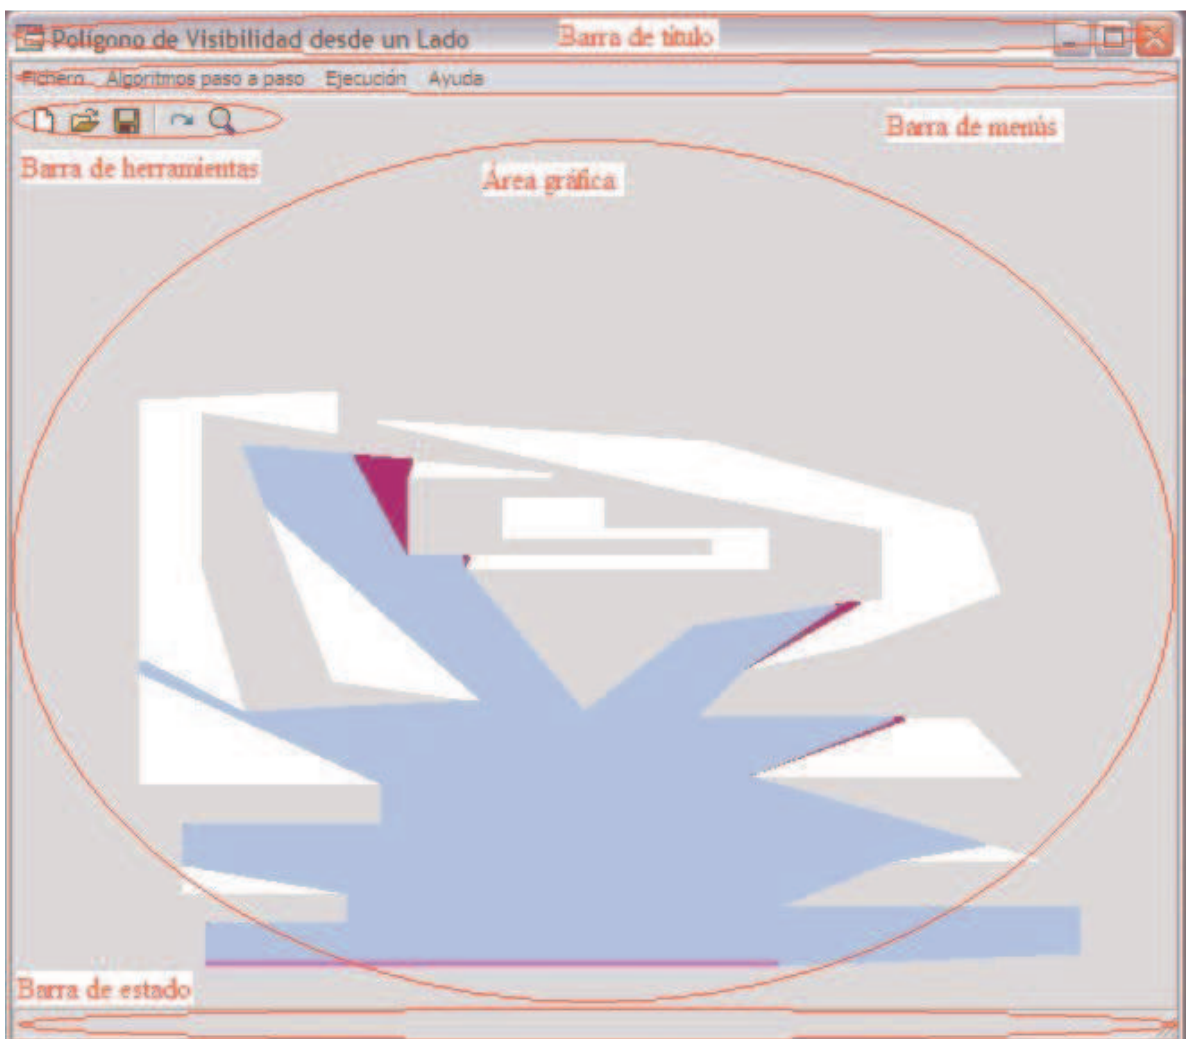 Polígono de Visibilidad desde un Lado
Barra de título
Fichero Algoritmos paso a paso Ejecución Ayuda
Barra de menús
Barra de herramientas
Área gráfica
Barra de estado